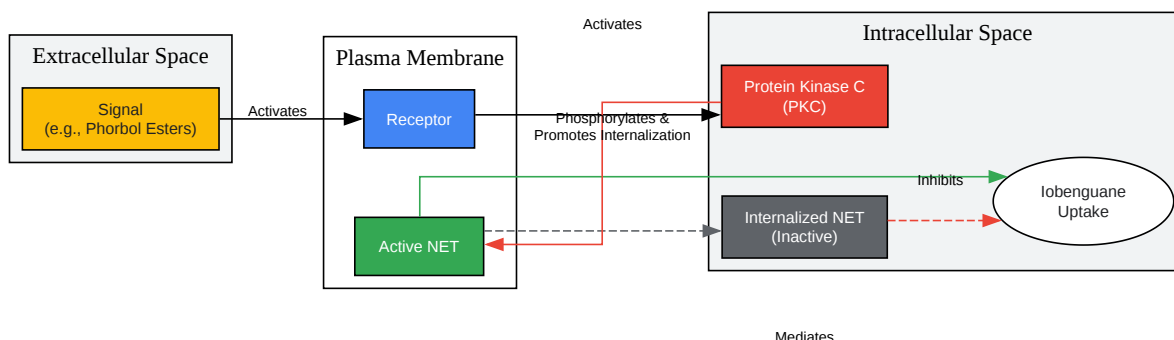 Activates
Extracellular Space
Signal
(e.g., Phorbol Esters)
Activates
Plasma Membrane
Receptor
Active NET
Phosphorylates &
Promotes Internalization
Intracellular Space
Protein Kinase C
(PKC)
Inhibits
Internalized NET
(Inactive)
Iobenguane
Uptake
Mediates